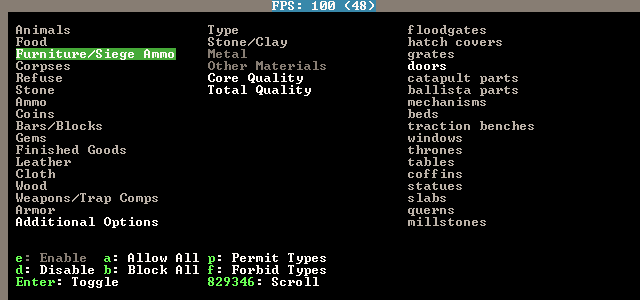 FPS: 100 (48)
Animals Type floodgates
Food Stone/Clay hatch covers
Furniture/Siege Ammo Metal grates
Corpses Other Materials doors
Refuse Core Quality catapult parts
Stone Total Quality ballista parts
Ammo mechanisms
Coins beds
Bars/Blocks traction benches
Gems windows
Finished Goods thrones
Leather tables
Cloth coffins
Wood statues
Weapons/Trap Comps slabs
Armor querns
Additional Options millstones
e: Enable a: Allow All p: Permit Types
d: Disable b: Block All f: Forbid Types
Enter: Toggle 829346: Scroll